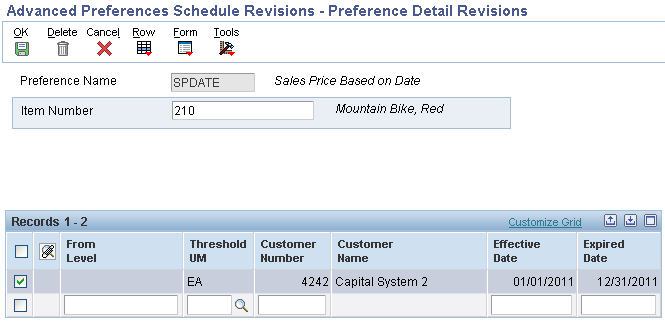 Advanced Preferences Schedule Revisions - Preference Detail Revisions
OK Delete Cancel Row Form Tools
Preference Name SPDATE Sales Price Based on Date
Item Number 210 Mountain Bike, Red
Records 1 - 2 Customize Grid
From Level Threshold UM Customer Number Customer Name Effective Date Expired Date
EA 4242 Capital System 2 01/01/2011 12/31/2011